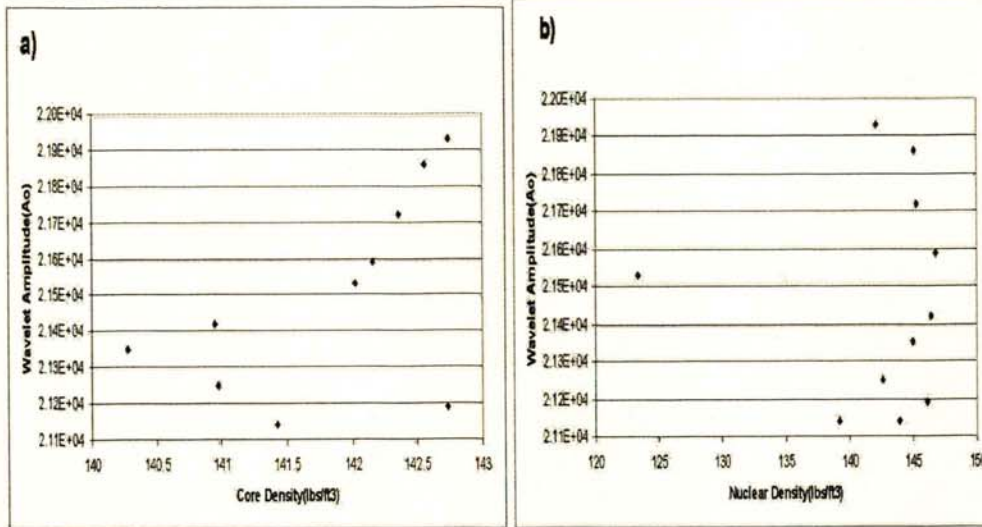 a)
2.20E+04
2.19E+04
2.18E+04
2.17E+04
2.16E+04
2.15E+04
2.14E+04
2.13E+04
2.12E+04
2.11E+04
Wavelet Amplitude(Ao)
140 140.5 141 141.5 142 142.5 143
Core Density(lbs/ft3)
b)
2.20E+04
2.19E+04
2.18E+04
2.17E+04
2.16E+04
2.15E+04
2.14E+04
2.13E+04
2.12E+04
2.11E+04
Wavelet Amplitude(Ao)
120 125 130 135 140 145 150
Nuclear Density(lbs/ft3)